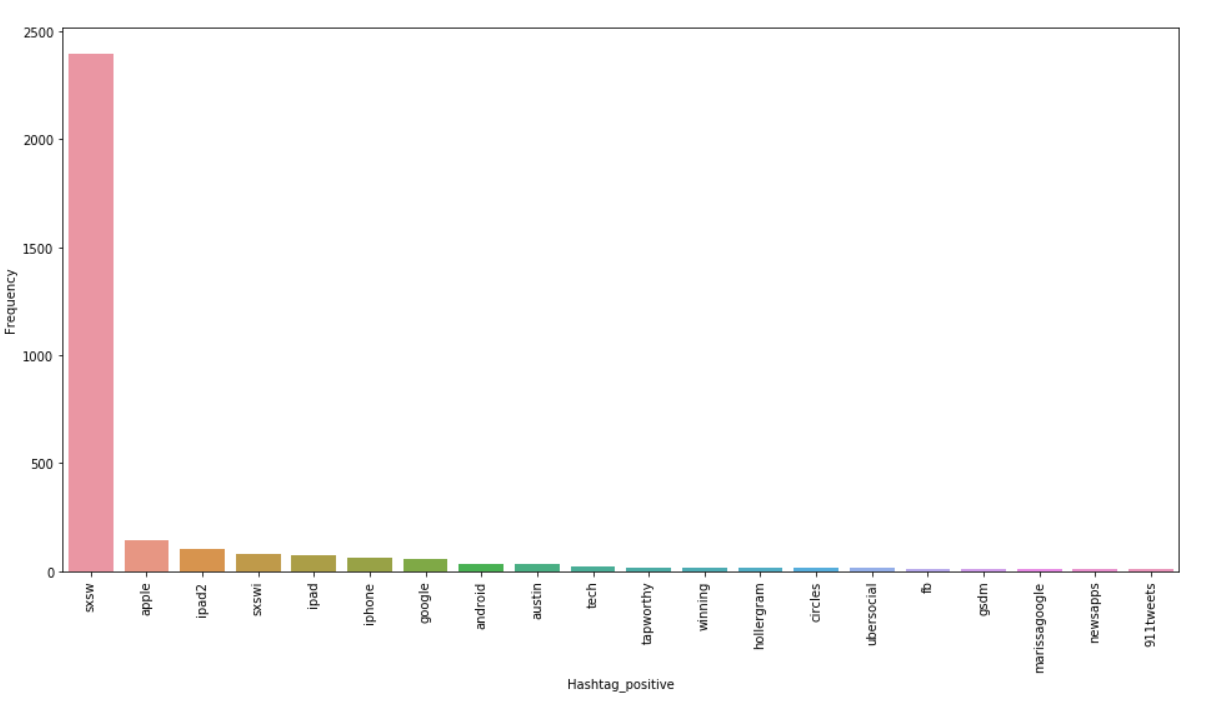 2500
2000
1500
1000
500
0
Frequency
sxsw
apple
ipad2
sxswi
ipad
iphone
google
android
austin
tech
tapworthy
winning
hollergram
circles
ubersocial
fb
gsdm
marissagoogle
newsapps
911tweets
Hashtag_positive